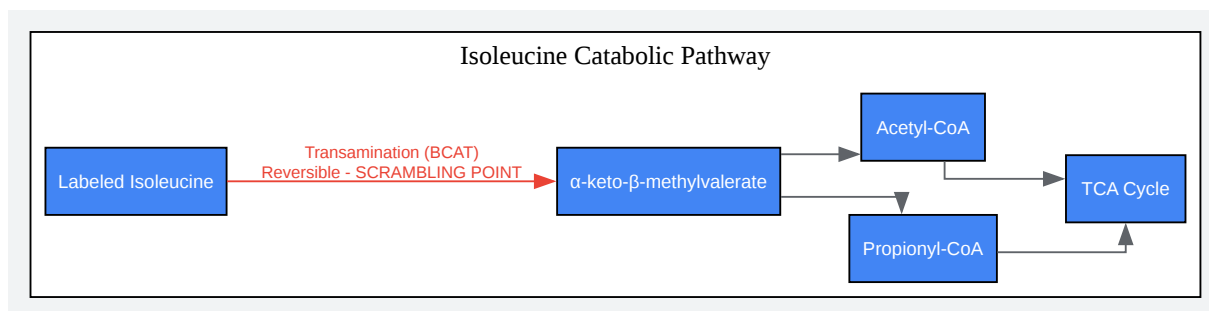 Isoleucine Catabolic Pathway
Labeled Isoleucine
Transamination (BCAT)
Reversible - SCRAMBLING POINT
α-keto-β-methylvalerate
Acetyl-CoA
Propionyl-CoA
TCA Cycle